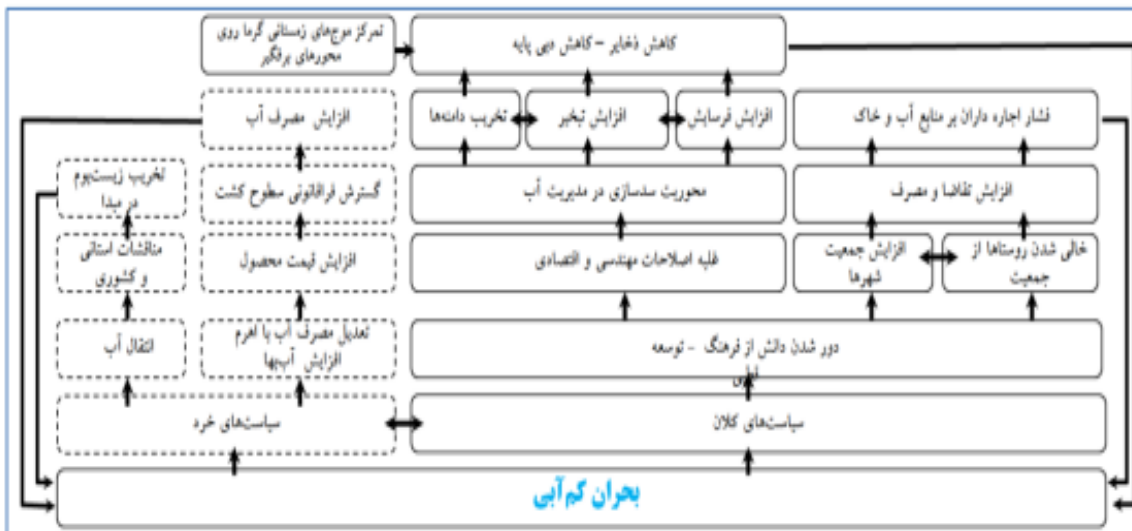 تمرکز موج‌های زمستانی گرما روی
محورهای برفگیر
کاهش ذخایر – کاهش دبی پایه
افزایش مصرف آب
تخریب دامنه‌ها
افزایش تبخیر
افزایش فرسایش
فشار اجاره داران بر منابع آب و خاک
تخریب زیست‌بوم
در مبدا
گسترش فراقانونی سطوح کشت
محوریت سدسازی در مدیریت آب
افزایش تقاضا و مصرف
مناقشات استانی
و کشوری
افزایش قیمت محصول
غلبه اصلاحات مهندسی و اقتصادی
افزایش جمعیت
شهرها
خالی شدن روستاها از
جمعیت
انتقال آب
تعدیل مصرف آب با اهرم
افزایش آب‌بها
دور شدن دانش از فرهنگ – توسعه
سیاست‌های خرد
سیاست‌های کلان
بحران کم‌آبی